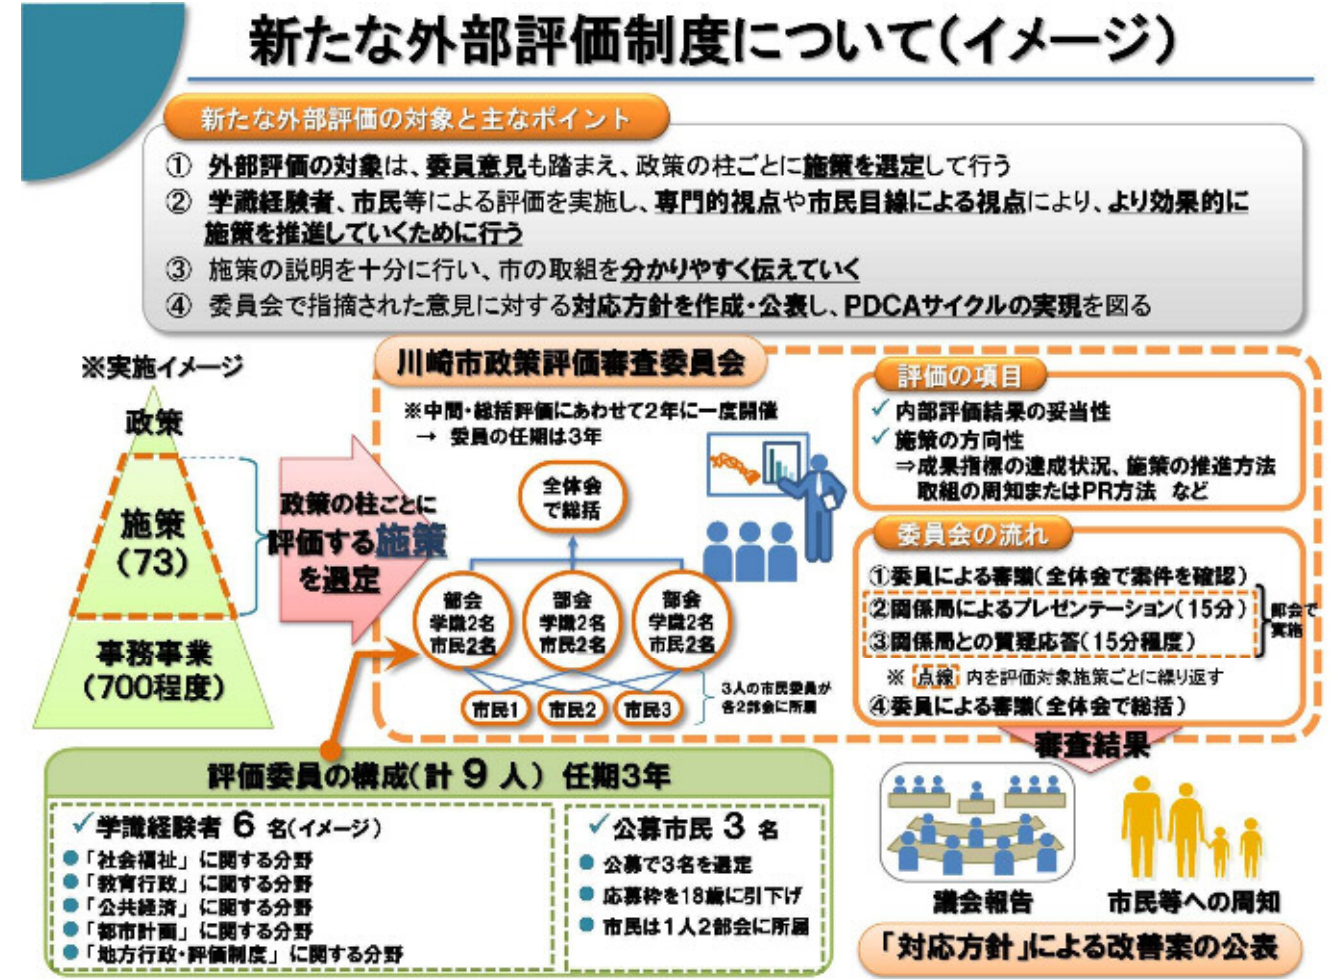 新たな外部評価制度について(イメージ)
新たな外部評価の対象と主なポイント
① 外部評価の対象は、委員意見も踏まえ、政策の柱ごとに施策を選定して行う
② 学識経験者、市民等による評価を実施し、専門的視点や市民目線による視点により、より効果的に
施策を推進していくために行う
③ 施策の説明を十分に行い、市の取組を分かりやすく伝えていく
④ 委員会で指摘された意見に対する対応方針を作成・公表し、PDCAサイクルの実現を図る
※実施イメージ
政策
施策
(73)
事務事業
(700程度)
政策の柱ごとに
評価する施策
を選定
川崎市政策評価審査委員会
※中間・総括評価にあわせて2年に一度開催
→ 委員の任期は3年
全体会
で総括
部会
学識2名
市民2名
部会
学識2名
市民2名
部会
学識2名
市民2名
市民1
市民2
市民3
3人の市民委員が
各2部会に所属
評価の項目
✓ 内部評価結果の妥当性
✓ 施策の方向性
⇒成果指標の達成状況、施策の推進方法
取組の周知またはPR方法 など
委員会の流れ
①委員による審議(全体会で案件を確認)
②関係局によるプレゼンテーション(15分)
③関係局との質疑応答(15分程度)
部会で
実施
※ 点線 内を評価対象施策ごとに繰り返す
④委員による審議(全体会で総括)
審査結果
評価委員の構成(計 9 人) 任期3年
✓学識経験者 6 名(イメージ)
●「社会福祉」に関する分野
●「教育行政」に関する分野
●「公共経済」に関する分野
●「都市計画」に関する分野
●「地方行政・評価制度」に関する分野
✓公募市民 3 名
● 公募で3名を選定
● 応募枠を18歳に引下げ
● 市民は1人2部会に所属
議会報告
市民等への周知
「対応方針」による改善案の公表